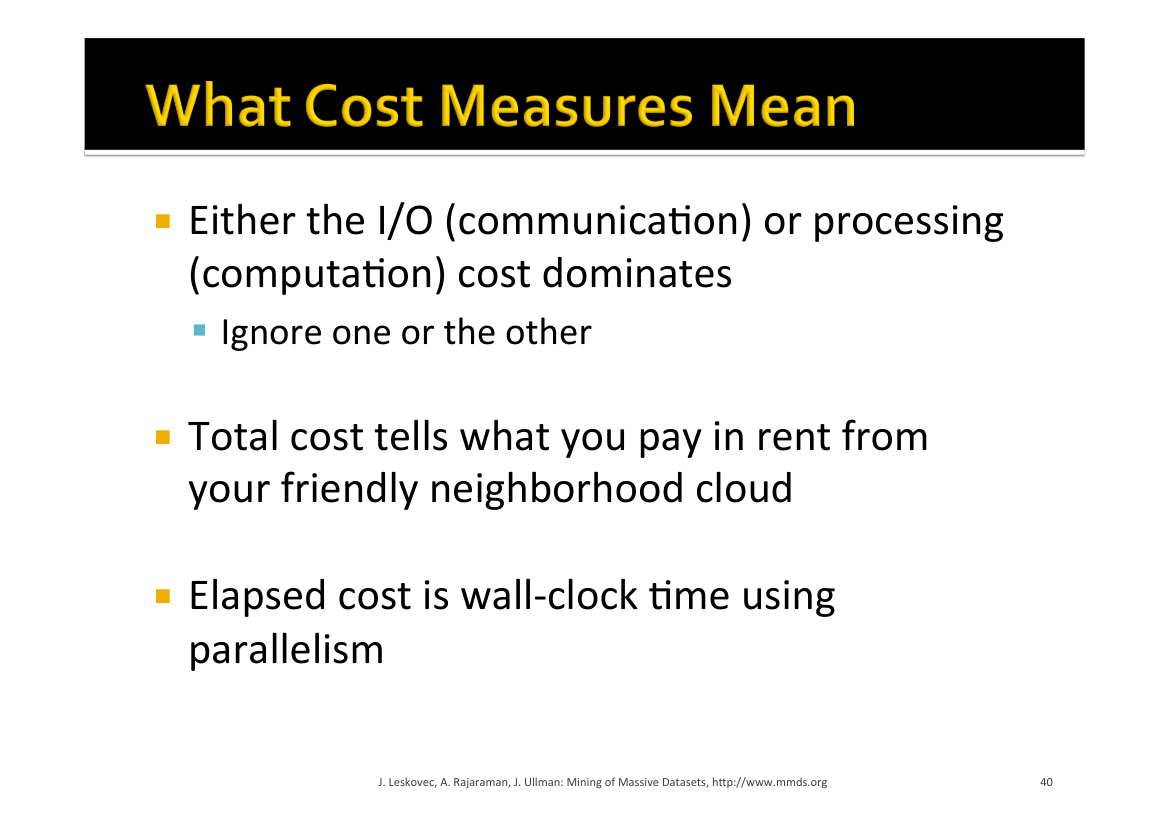 What Cost Measures Mean
Either the I/O (communication) or processing
(computation) cost dominates
Ignore one or the other
Total cost tells what you pay in rent from
your friendly neighborhood cloud
Elapsed cost is wall-clock time using
parallelism
J. Leskovec, A. Rajaraman, J. Ullman: Mining of Massive Datasets, http://www.mmds.org
40